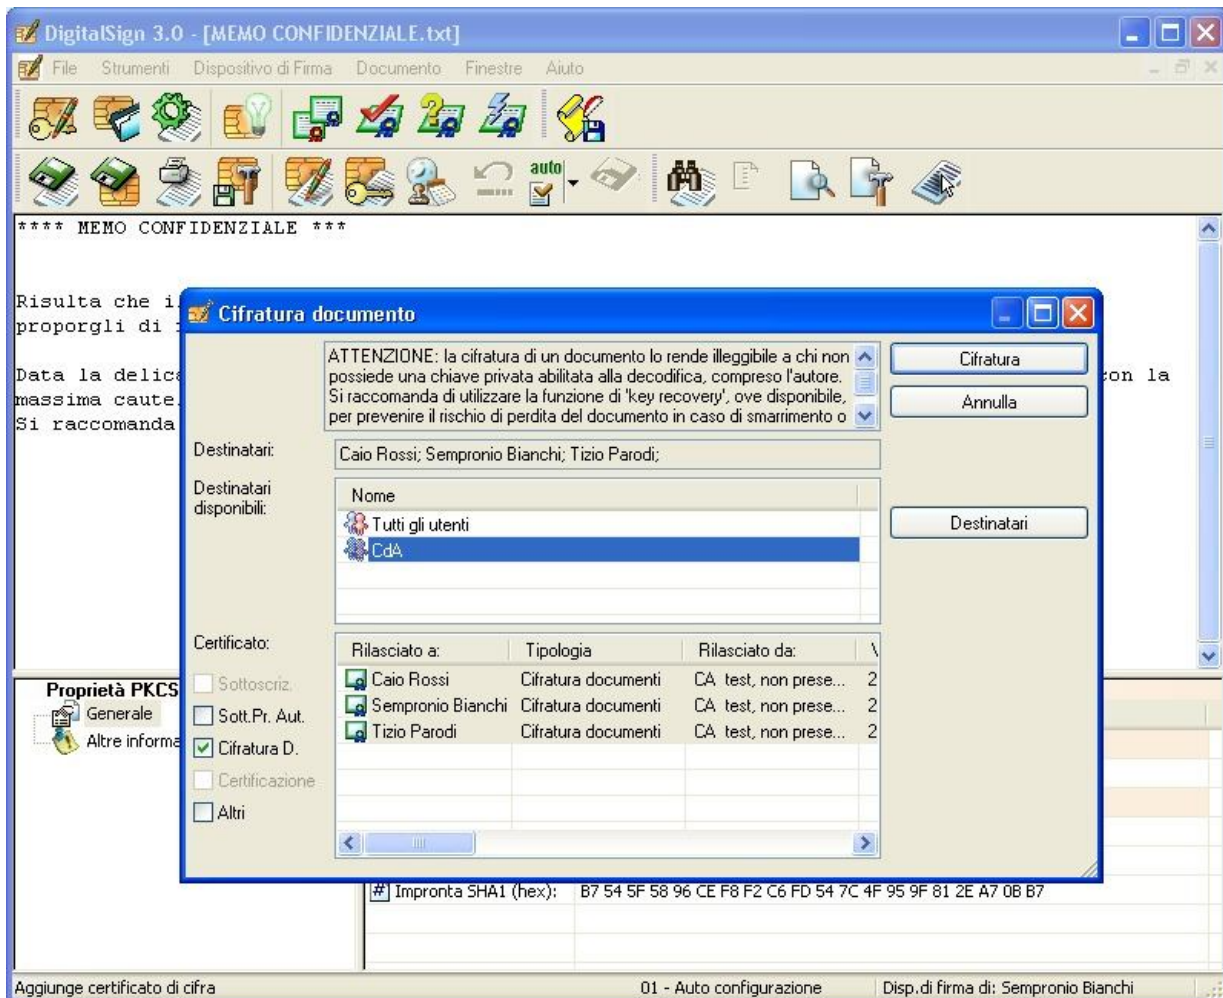 DigitalSign 3.0 - [MEMO CONFIDENZIALE.txt]
File Strumenti Dispositivo di Firma Documento Finestre Aiuto
auto
**** MEMO CONFIDENZIALE ***
Risulta che i
proporgli di
Data la delic
massima caute
Si raccomanda
con la
Cifratura documento
ATTENZIONE: la cifratura di un documento lo rende illeggibile a chi non
possiede una chiave privata abilitata alla decodifica, compreso l'autore.
Si raccomanda di utilizzare la funzione di 'key recovery', ove disponibile,
per prevenire il rischio di perdita del documento in caso di smarrimento o
Cifratura
Annulla
Destinatari: Caio Rossi; Sempronio Bianchi; Tizio Parodi;
Destinatari
disponibili:
Nome
Tutti gli utenti
CdA
Destinatari
Certificato:
Rilasciato a: Tipologia Rilasciato da:
Caio Rossi Cifratura documenti CA test, non prese... 2
Sempronio Bianchi Cifratura documenti CA test, non prese... 2
Tizio Parodi Cifratura documenti CA test, non prese... 2
Sottoscriz.
Sott.Pr. Aut.
Cifratura D.
Certificazione
Altri
Proprietà PKCS
Generale
Altre informa
# Impronta SHA1 (hex): B7 54 5F 58 96 CE F8 F2 C6 FD 54 7C 4F 95 9F 81 2E A7 0B B7
Aggiunge certificato di cifra 01 - Auto configurazione Disp.di firma di: Sempronio Bianchi